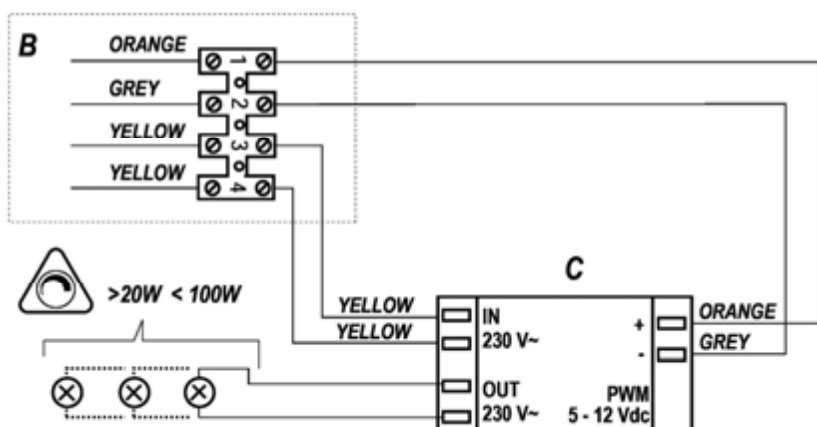 B
ORANGE
1
GREY
2
YELLOW
3
YELLOW
4
>20W < 100W
C
YELLOW
YELLOW
IN
230 V~
OUT
230 V~
+
-
PWM
5 - 12 Vdc
ORANGE
GREY